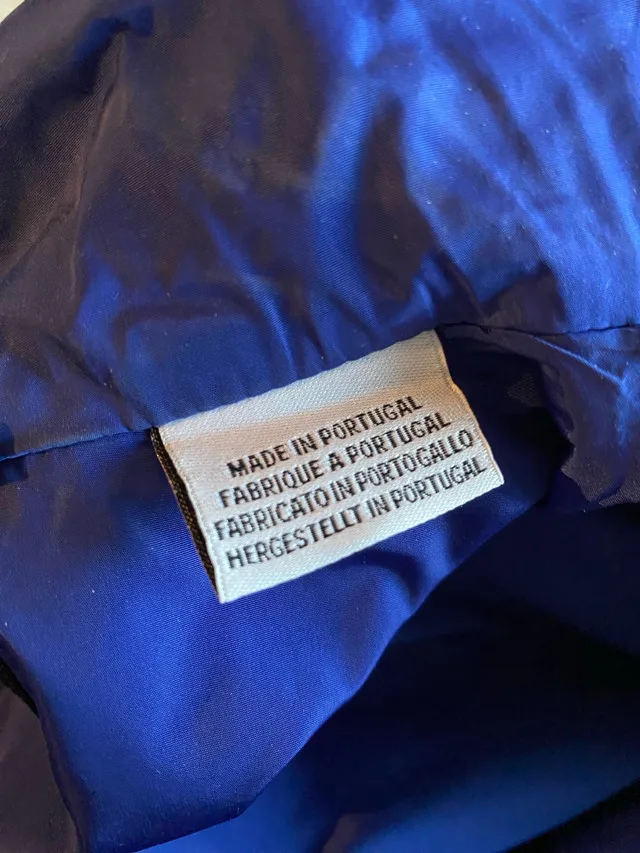 MADE IN PORTUGAL
FABRIQUE A PORTUGAL
FABRICATO IN PORTOGALLO
HERGESTELLT IN PORTUGAL